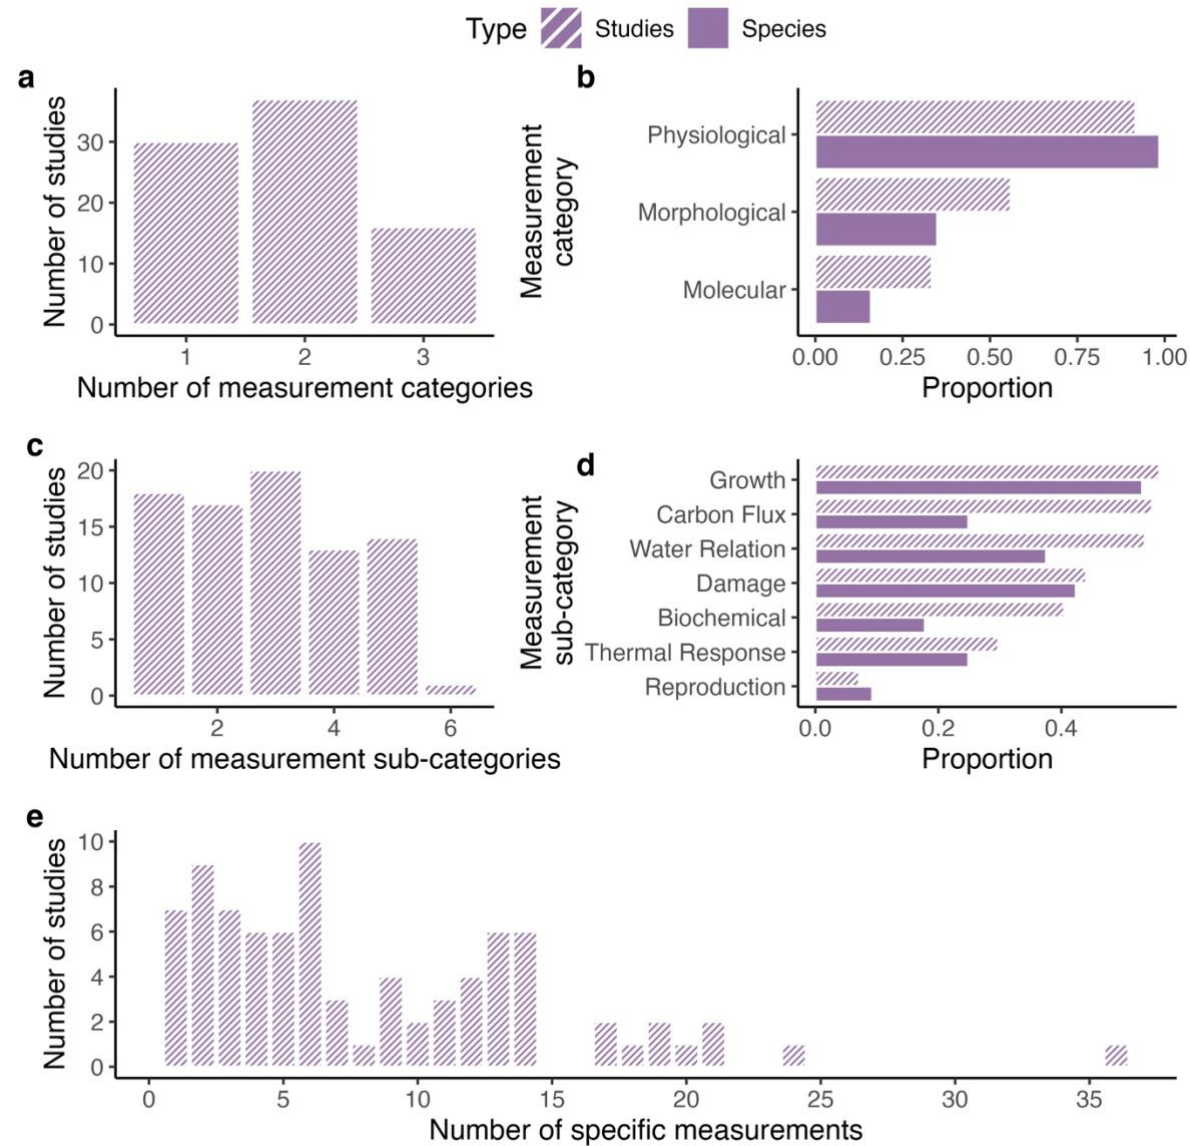 Type Studies Species
a
Number of studies
30
20
10
0
1 2 3
Number of measurement categories
b
Measurement
category
Physiological
Morphological
Molecular
0.00 0.25 0.50 0.75 1.00
Proportion
c
Number of studies
20
15
10
5
0
2 4 6
Number of measurement sub-categories
d
Measurement
sub-category
Growth
Carbon Flux
Water Relation
Damage
Biochemical
Thermal Response
Reproduction
0.0 0.2 0.4
Proportion
e
Number of studies
10
8
6
4
2
0
0 5 10 15 20 25 30 35
Number of specific measurements